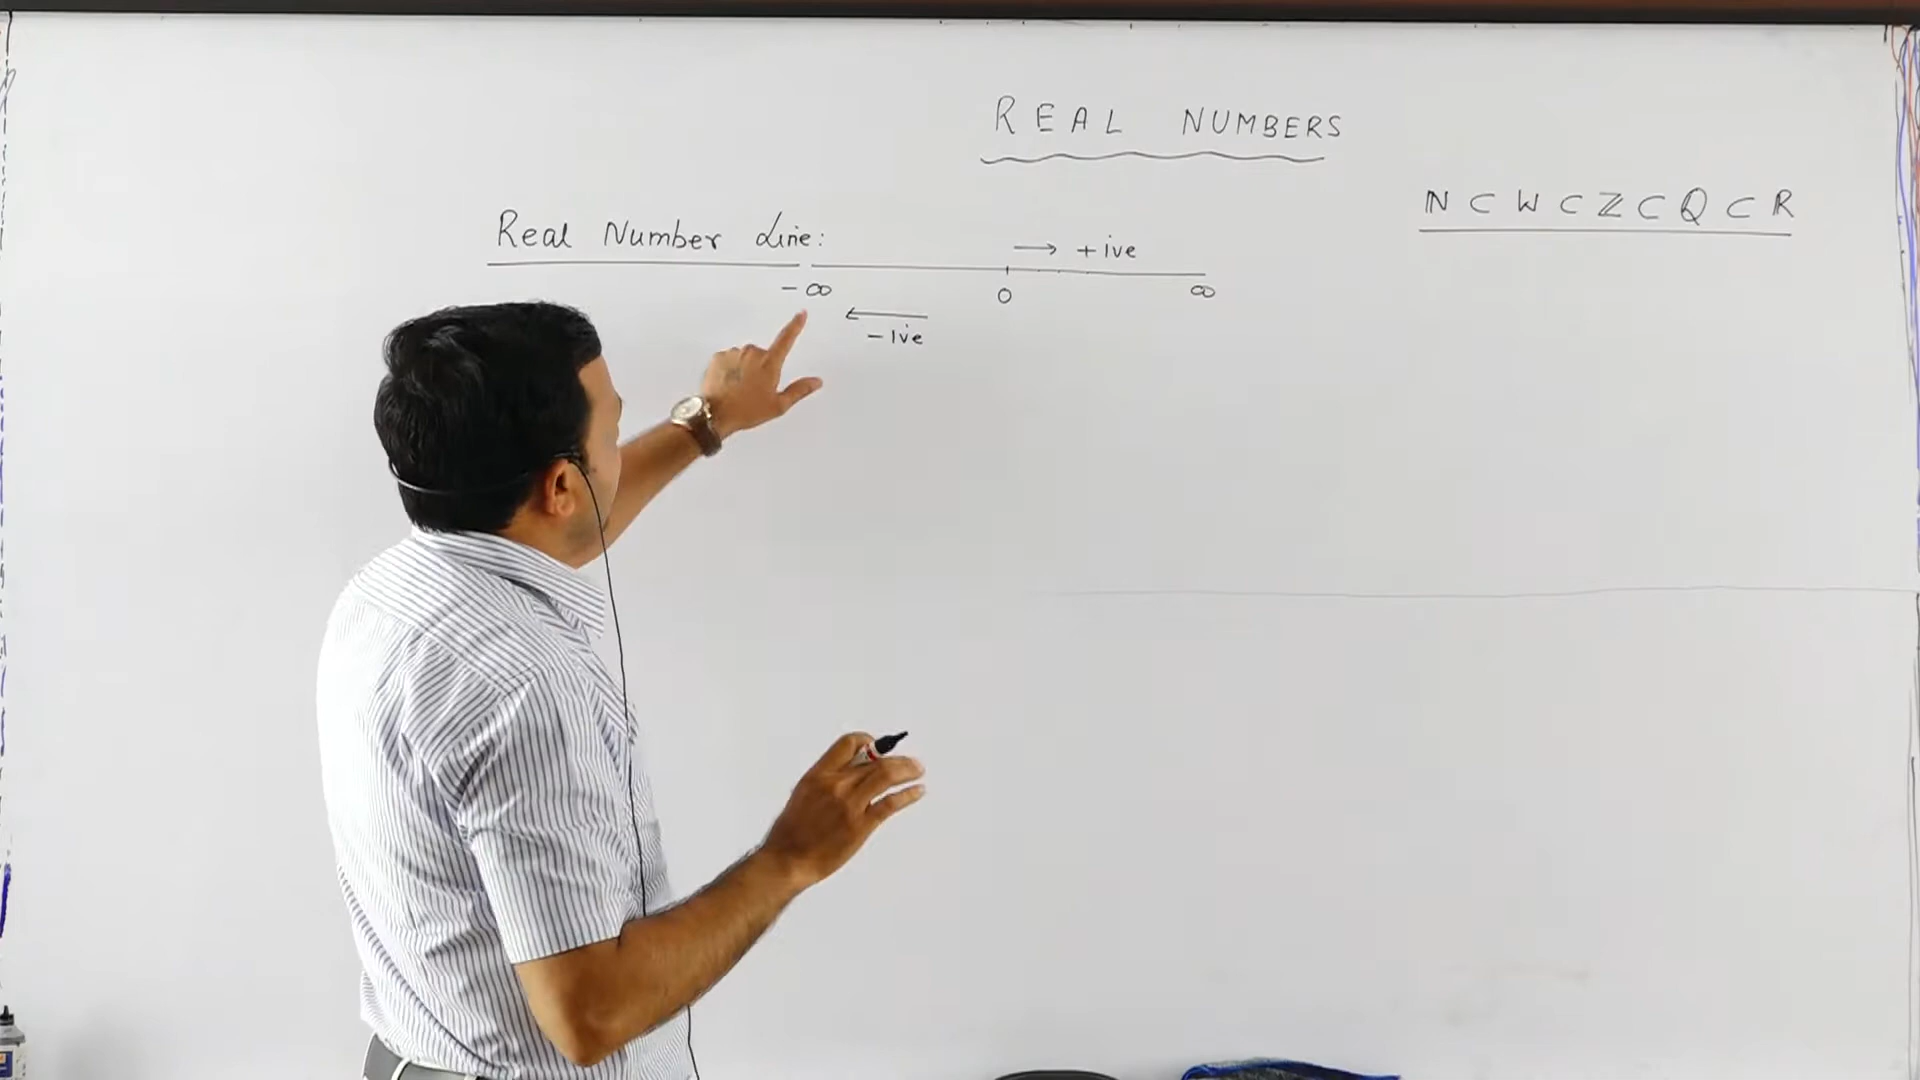 REAL NUMBERS
ℕ ⊂ W ⊂ ℤ ⊂ ℚ ⊂ ℝ
Real Number Line:
→ +ive
-∞ 0 ∞
←
-ive